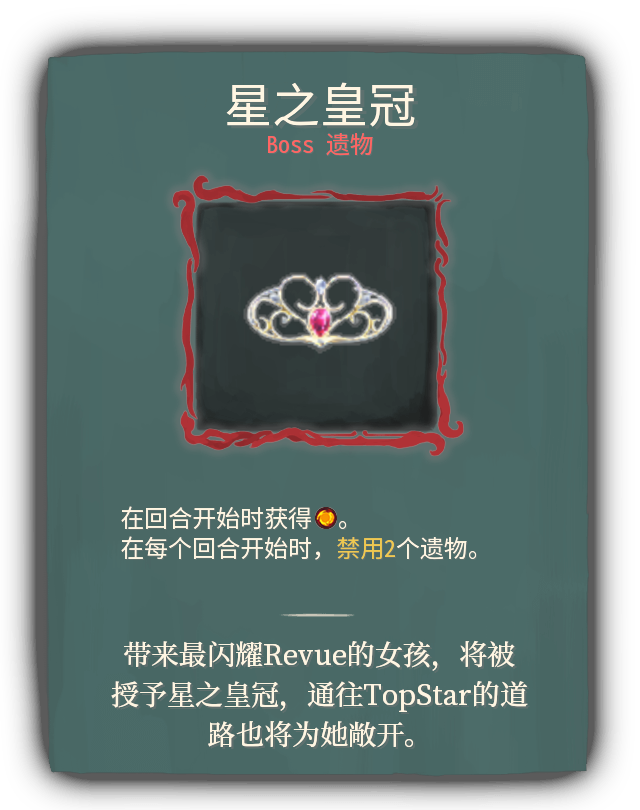 星之皇冠
Boss 遗物
在回合开始时获得。
在每个回合开始时，禁用2个遗物。
带来最闪耀Revue的女孩，将被
授予星之皇冠，通往TopStar的道
路也将为她敞开。